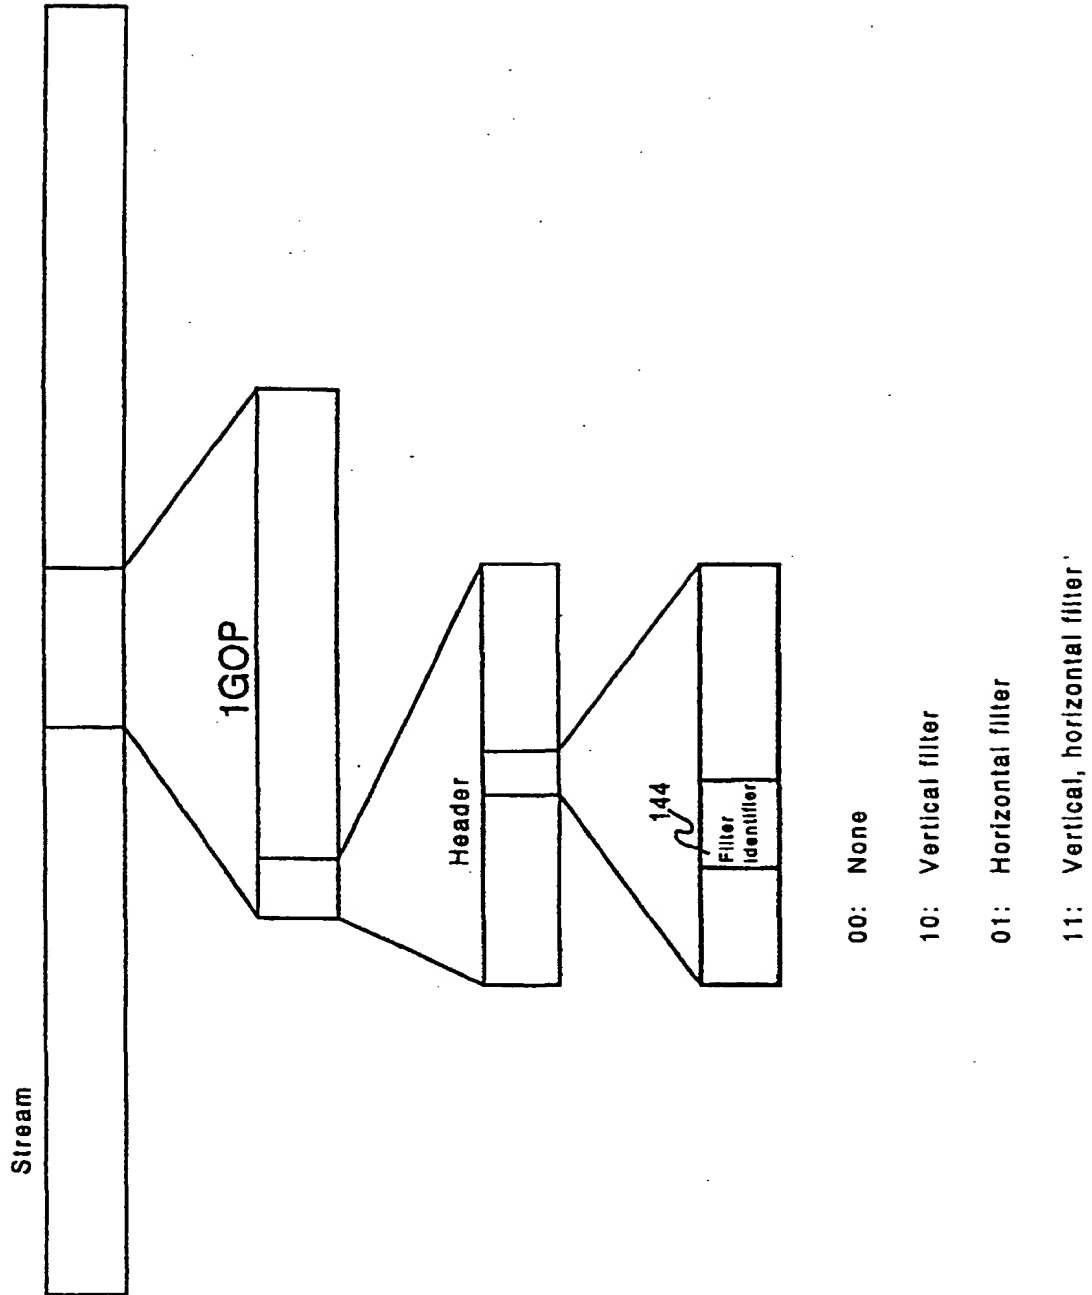 Stream
1GOP
Header
144
Filter
identifier
00: None
10: Vertical filter
01: Horizontal filter
11: Vertical, horizontal filter